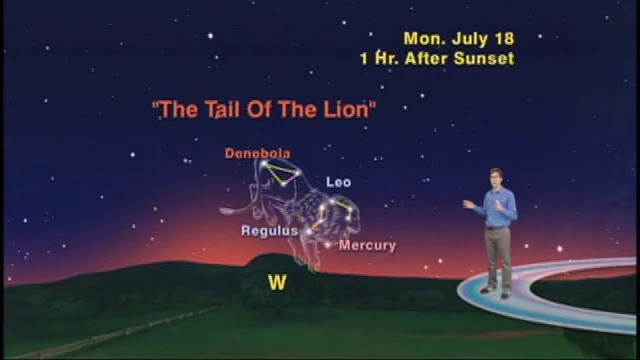 Mon. July 18
1 Hr. After Sunset
"The Tail Of The Lion"
Denebola
Leo
Regulus
Mercury
W